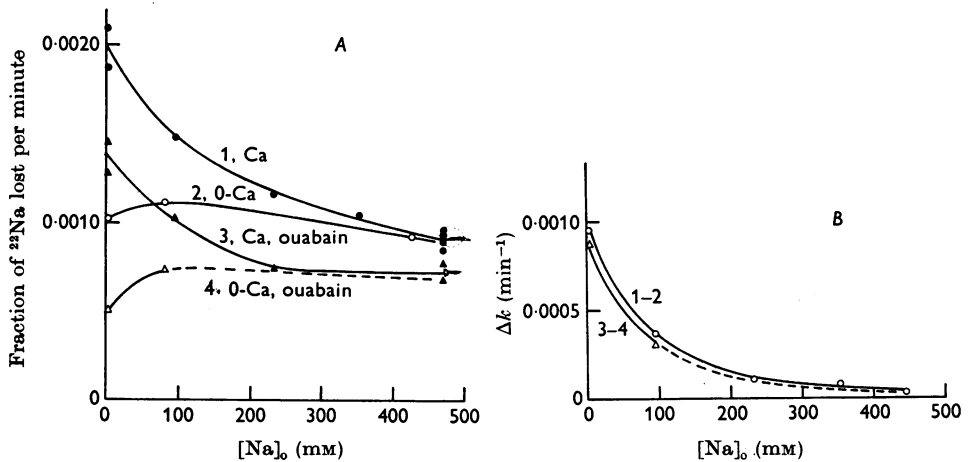 A
0·0020
0·0010
0
Fraction of ²²Na lost per minute
1, Ca
2, 0-Ca
3, Ca, ouabain
4. 0-Ca, ouabain
0 100 200 300 400 500
[Na]ₒ (mM)
B
0·0010
0·0005
0
Δk (min⁻¹)
1–2
3–4
0 100 200 300 400 500
[Na]ₒ (mM)